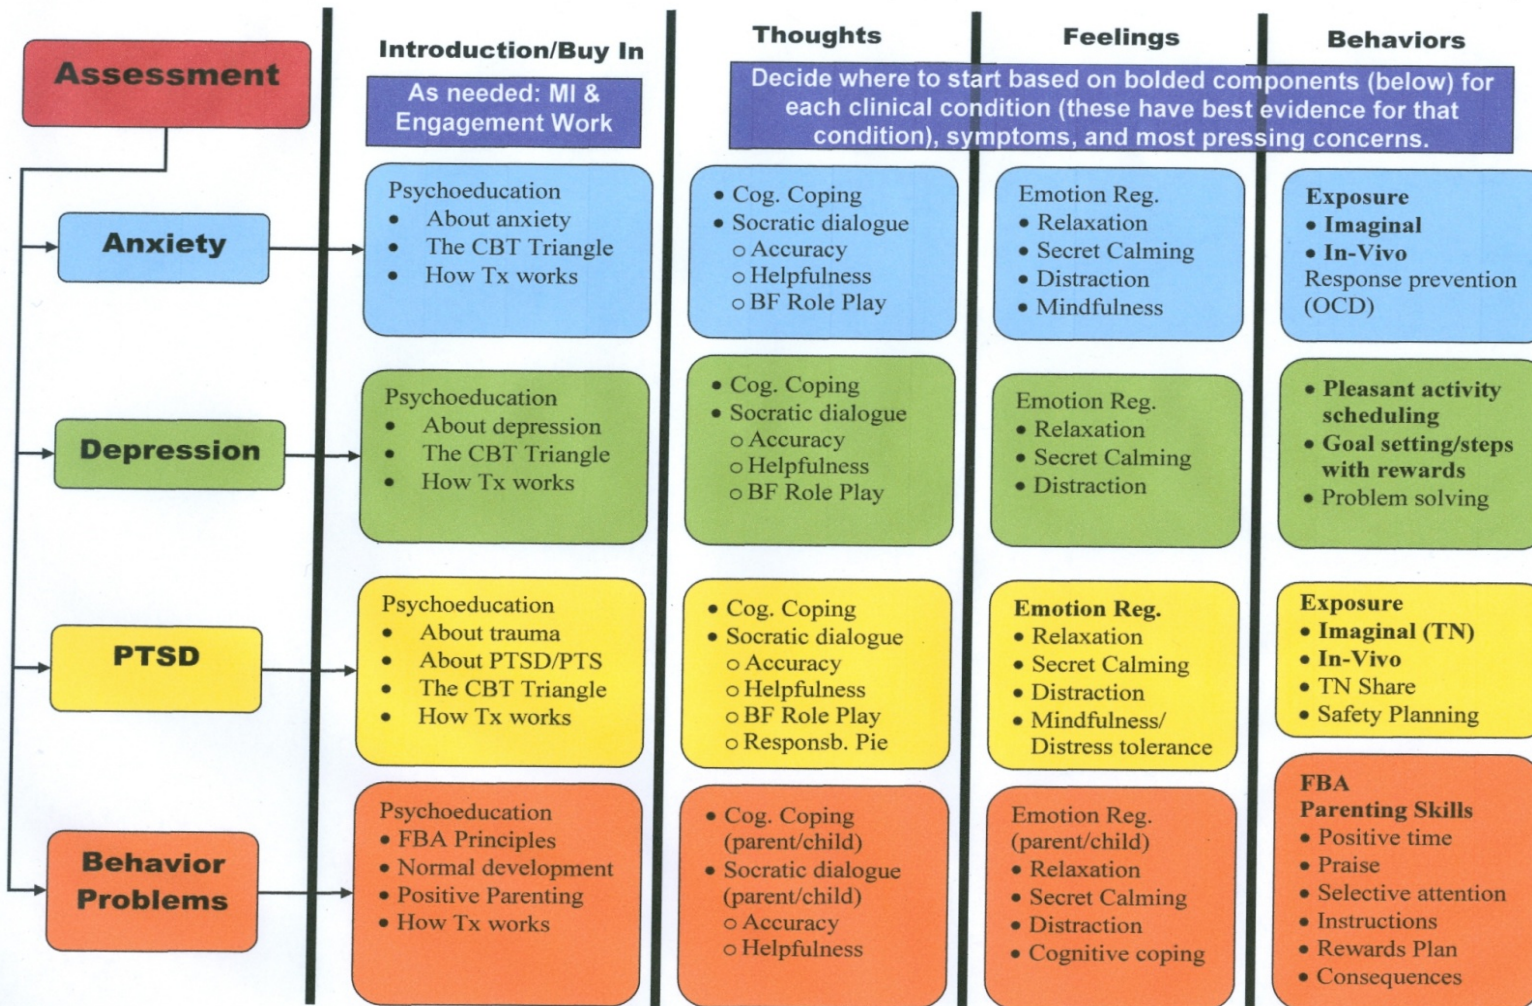 Assessment
Introduction/Buy In
As needed: MI &
Engagement Work
Thoughts
Feelings
Behaviors
Decide where to start based on bolded components (below) for
each clinical condition (these have best evidence for that
condition), symptoms, and most pressing concerns.
Anxiety
Psychoeducation
• About anxiety
• The CBT Triangle
• How Tx works
• Cog. Coping
• Socratic dialogue
o Accuracy
o Helpfulness
o BF Role Play
Emotion Reg.
• Relaxation
• Secret Calming
• Distraction
• Mindfulness
Exposure
• Imaginal
• In-Vivo
Response prevention
(OCD)
Depression
Psychoeducation
• About depression
• The CBT Triangle
• How Tx works
• Cog. Coping
• Socratic dialogue
o Accuracy
o Helpfulness
o BF Role Play
Emotion Reg.
• Relaxation
• Secret Calming
• Distraction
• Pleasant activity
scheduling
• Goal setting/steps
with rewards
• Problem solving
PTSD
Psychoeducation
• About trauma
• About PTSD/PTS
• The CBT Triangle
• How Tx works
• Cog. Coping
• Socratic dialogue
o Accuracy
o Helpfulness
o BF Role Play
o Responsb. Pie
Emotion Reg.
• Relaxation
• Secret Calming
• Distraction
• Mindfulness/
Distress tolerance
Exposure
• Imaginal (TN)
• In-Vivo
• TN Share
• Safety Planning
Behavior
Problems
Psychoeducation
• FBA Principles
• Normal development
• Positive Parenting
• How Tx works
• Cog. Coping
(parent/child)
• Socratic dialogue
(parent/child)
o Accuracy
o Helpfulness
Emotion Reg.
(parent/child)
• Relaxation
• Secret Calming
• Distraction
• Cognitive coping
FBA
Parenting Skills
• Positive time
• Praise
• Selective attention
• Instructions
• Rewards Plan
• Consequences